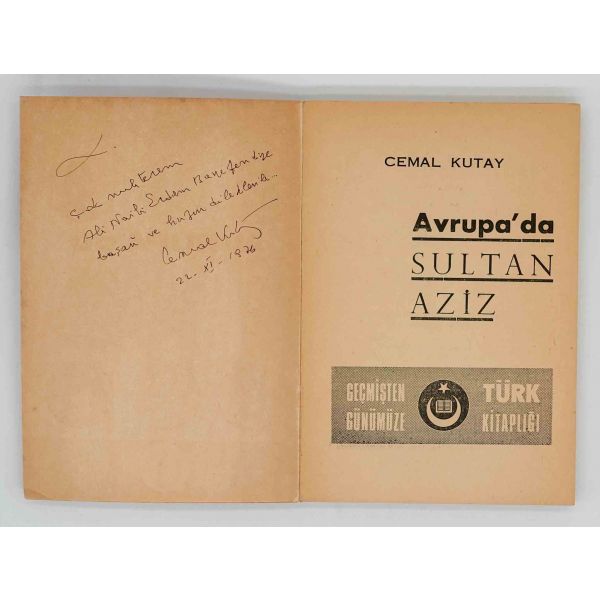 Çok muhterem
Ali Naili Erdem Beyefendiye
başarı ve huzur dileklerile...
Cemal Kutay
22-XI-1976
CEMAL KUTAY
Avrupa'da
SULTAN
AZİZ
GEÇMİŞTEN
GÜNÜMÜZE
TÜRK
KİTAPLIĞI